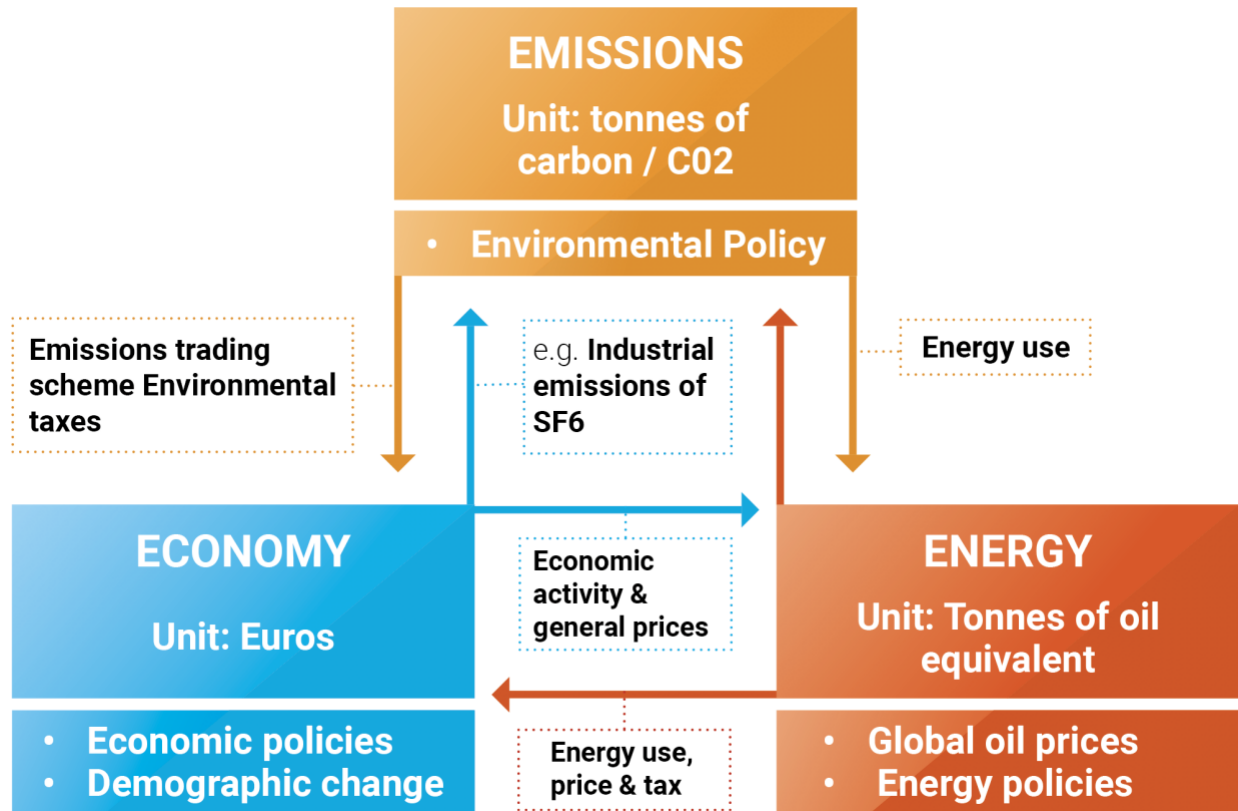 EMISSIONS
Unit: tonnes of
carbon / C02
• Environmental Policy
Emissions trading
scheme Environmental
taxes
e.g. Industrial
emissions of
SF6
Energy use
ECONOMY
Unit: Euros
• Economic policies
• Demographic change
Economic
activity &
general prices
Energy use,
price & tax
ENERGY
Unit: Tonnes of oil
equivalent
• Global oil prices
• Energy policies